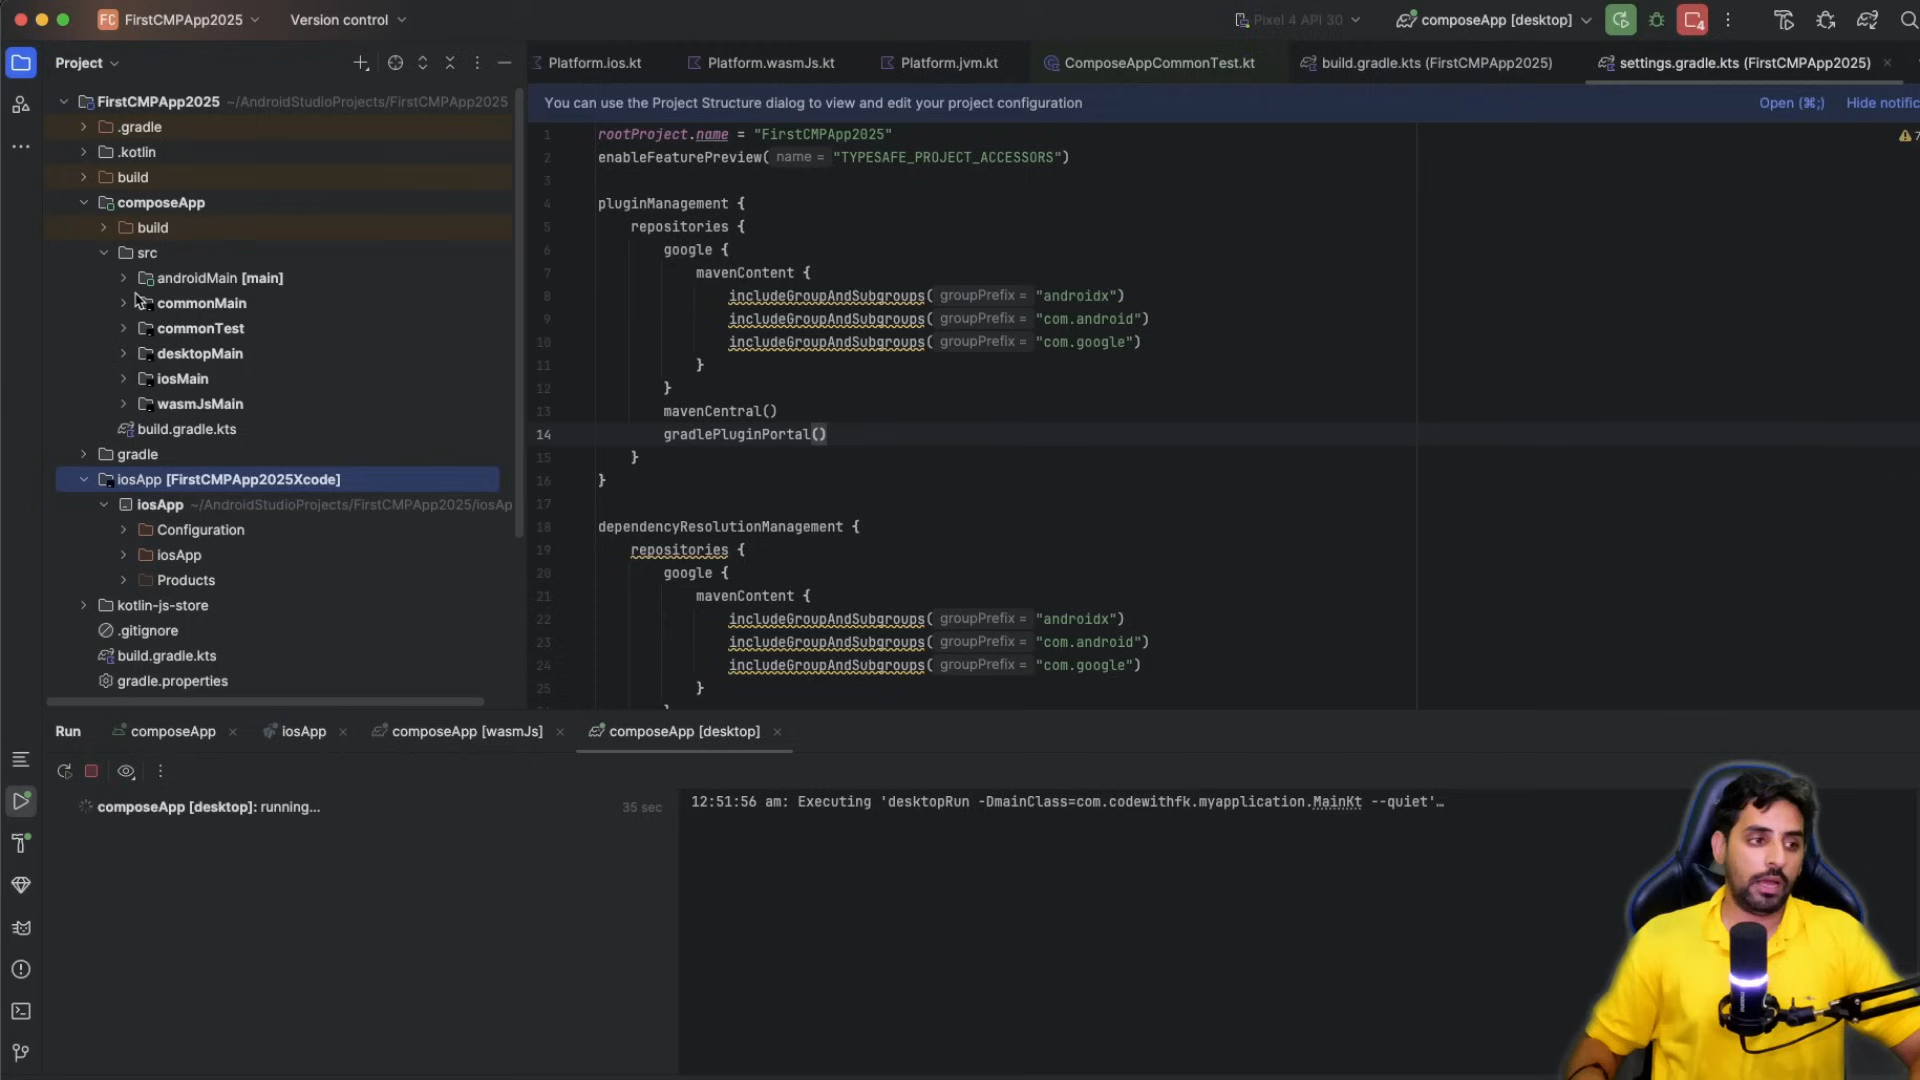 FC FirstCMPApp2025 Version control Pixel 4 API 30 composeApp [desktop] 4
Project
Platform.ios.kt Platform.wasmJs.kt Platform.jvm.kt ComposeAppCommonTest.kt build.gradle.kts (FirstCMPApp2025) settings.gradle.kts (FirstCMPApp2025)
You can use the Project Structure dialog to view and edit your project configuration Open (⌘;) Hide notific
FirstCMPApp2025 ~/AndroidStudioProjects/FirstCMPApp2025
.gradle
.kotlin
build
composeApp
build
src
androidMain [main]
commonMain
commonTest
desktopMain
iosMain
wasmJsMain
build.gradle.kts
gradle
iosApp [FirstCMPApp2025Xcode]
iosApp ~/AndroidStudioProjects/FirstCMPApp2025/iosAp
Configuration
iosApp
Products
kotlin-js-store
.gitignore
build.gradle.kts
gradle.properties
1 rootProject.name = "FirstCMPApp2025"
2 enableFeaturePreview( name = "TYPESAFE_PROJECT_ACCESSORS")
3
4 pluginManagement {
5 repositories {
6 google {
7 mavenContent {
8 includeGroupAndSubgroups( groupPrefix = "androidx")
9 includeGroupAndSubgroups( groupPrefix = "com.android")
10 includeGroupAndSubgroups( groupPrefix = "com.google")
11 }
12 }
13 mavenCentral()
14 gradlePluginPortal()
15 }
16 }
17
18 dependencyResolutionManagement {
19 repositories {
20 google {
21 mavenContent {
22 includeGroupAndSubgroups( groupPrefix = "androidx")
23 includeGroupAndSubgroups( groupPrefix = "com.android")
24 includeGroupAndSubgroups( groupPrefix = "com.google")
25 }
7
Run composeApp iosApp composeApp [wasmJs] composeApp [desktop]
composeApp [desktop]: running... 35 sec
12:51:56 am: Executing 'desktopRun -DmainClass=com.codewithfk.myapplication.MainKt --quiet'…